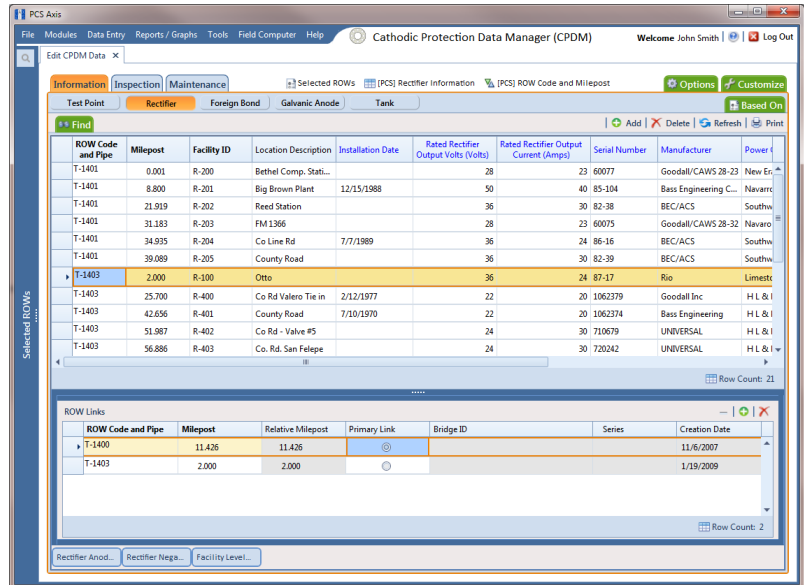 PCS Axis
File Modules Data Entry Reports / Graphs Tools Field Computer Help Cathodic Protection Data Manager (CPDM) Welcome John Smith | Log Out
Edit CPDM Data ×
Information Inspection Maintenance Selected ROWs [PCS] Rectifier Information [PCS] ROW Code and Milepost Options Customize
Test Point Rectifier Foreign Bond Galvanic Anode Tank Based On
Find | Add | Delete | Refresh | Print
ROW Code and Pipe Milepost Facility ID Location Description Installation Date Rated Rectifier Output Volts (Volts) Rated Rectifier Output Current (Amps) Serial Number Manufacturer Power
T-1401 0.001 R-200 Bethel Comp. Stati... 28 23 60077 Goodall/CAWS 28-23 New Er
T-1401 8.800 R-201 Big Brown Plant 12/15/1988 50 40 85-104 Bass Engineering C... Navarro
T-1401 21.919 R-202 Reed Station 36 30 82-38 BEC/ACS Southw
T-1401 31.183 R-203 FM 1366 28 23 60075 Goodall/CAWS 28-32 Navaro
T-1401 34.935 R-204 Co Line Rd 7/7/1989 36 24 86-16 BEC/ACS Southw
T-1401 39.089 R-205 County Road 36 30 82-39 BEC/ACS Southw
T-1403 2.000 R-100 Otto 36 24 87-17 Rio Limest
T-1403 25.700 R-400 Co Rd Valero Tie in 2/12/1977 22 20 1062379 Goodall Inc H L &
T-1403 42.656 R-401 County Road 7/10/1970 22 20 1062374 Bass Engineering H L &
T-1403 51.987 R-402 Co Rd - Valve #5 24 30 710679 UNIVERSAL H L &
T-1403 56.886 R-403 Co. Rd. San Felepe 24 30 720242 UNIVERSAL H L &
Row Count: 21
Selected ROWs
ROW Links
ROW Code and Pipe Milepost Relative Milepost Primary Link Bridge ID Series Creation Date
T-1400 11.426 11.426 11/6/2007
T-1403 2.000 2.000 1/19/2009
Row Count: 2
Rectifier Anod... Rectifier Nega... Facility Level...